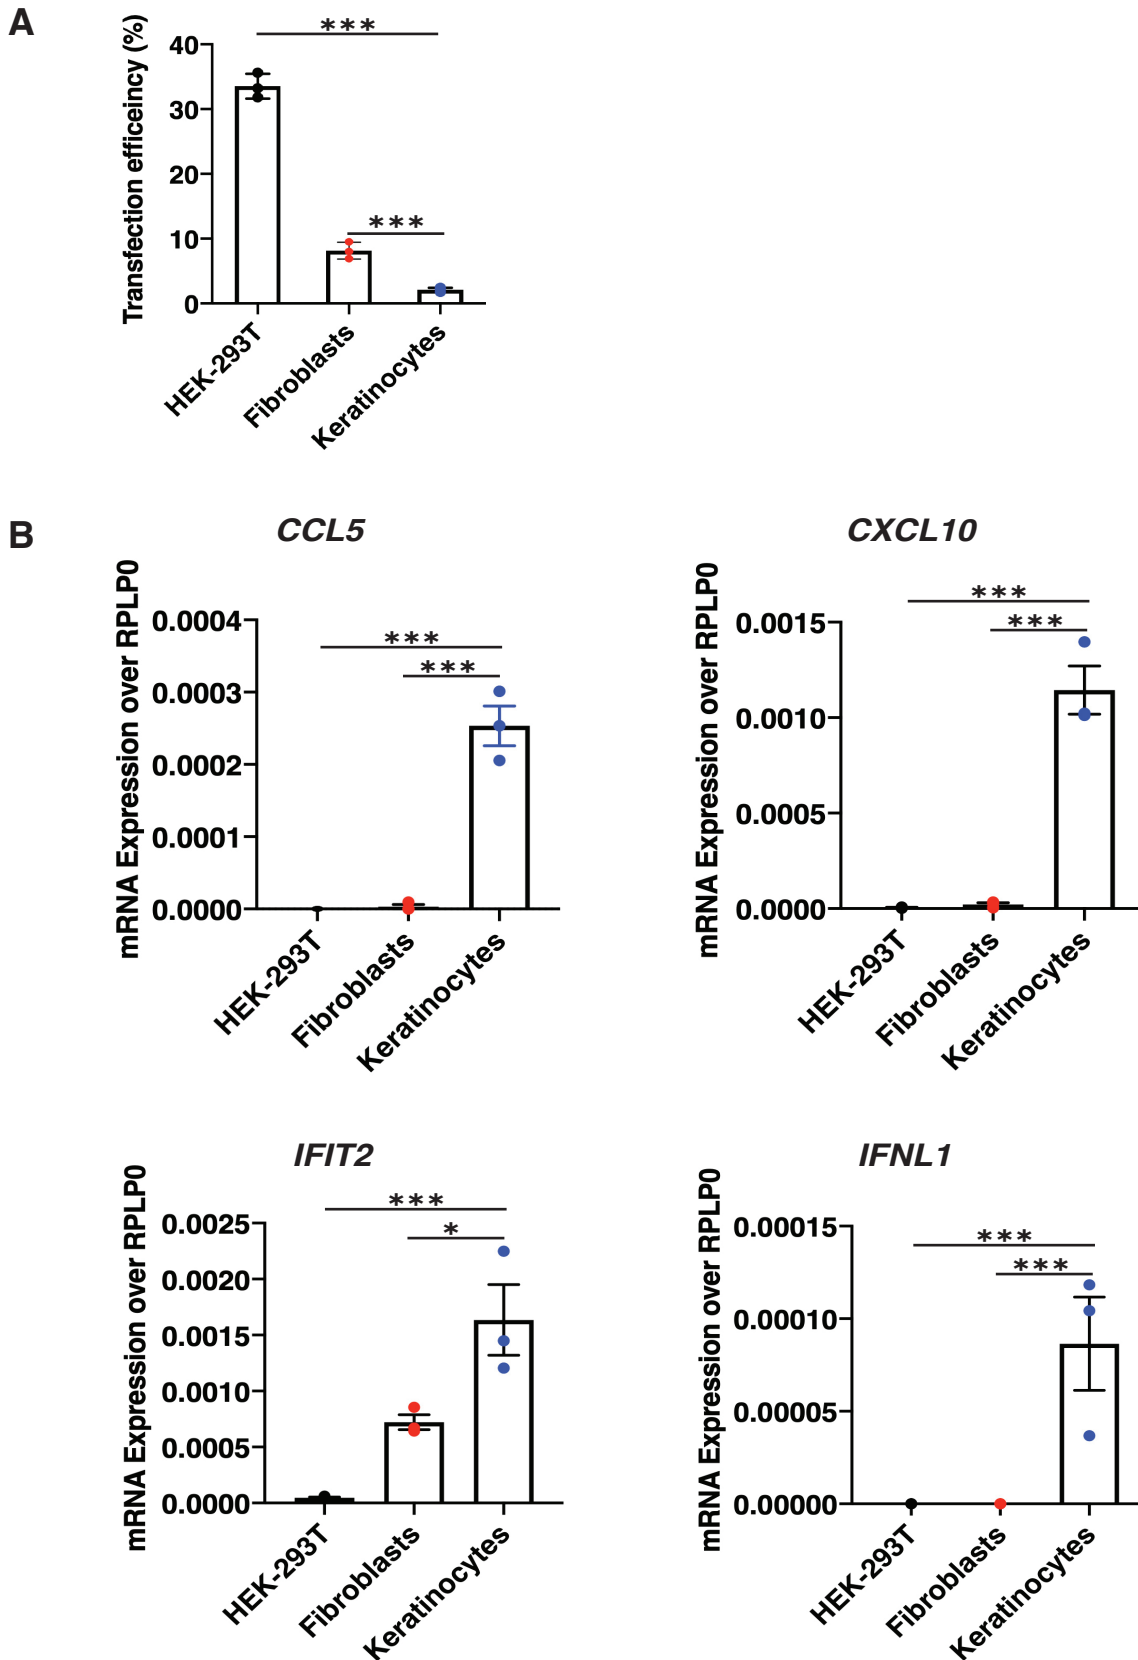 A
Transfection efficeincy (%)
***
***
40
30
20
10
0
HEK-293T
Fibroblasts
Keratinocytes
B
CCL5
mRNA Expression over RPLP0
***
***
0.0004
0.0003
0.0002
0.0001
0.0000
HEK-293T
Fibroblasts
Keratinocytes
CXCL10
mRNA Expression over RPLP0
***
***
0.0015
0.0010
0.0005
0.0000
HEK-293T
Fibroblasts
Keratinocytes
IFIT2
mRNA Expression over RPLP0
***
*
0.0025
0.0020
0.0015
0.0010
0.0005
0.0000
HEK-293T
Fibroblasts
Keratinocytes
IFNL1
mRNA Expression over RPLP0
***
***
0.00015
0.00010
0.00005
0.00000
HEK-293T
Fibroblasts
Keratinocytes